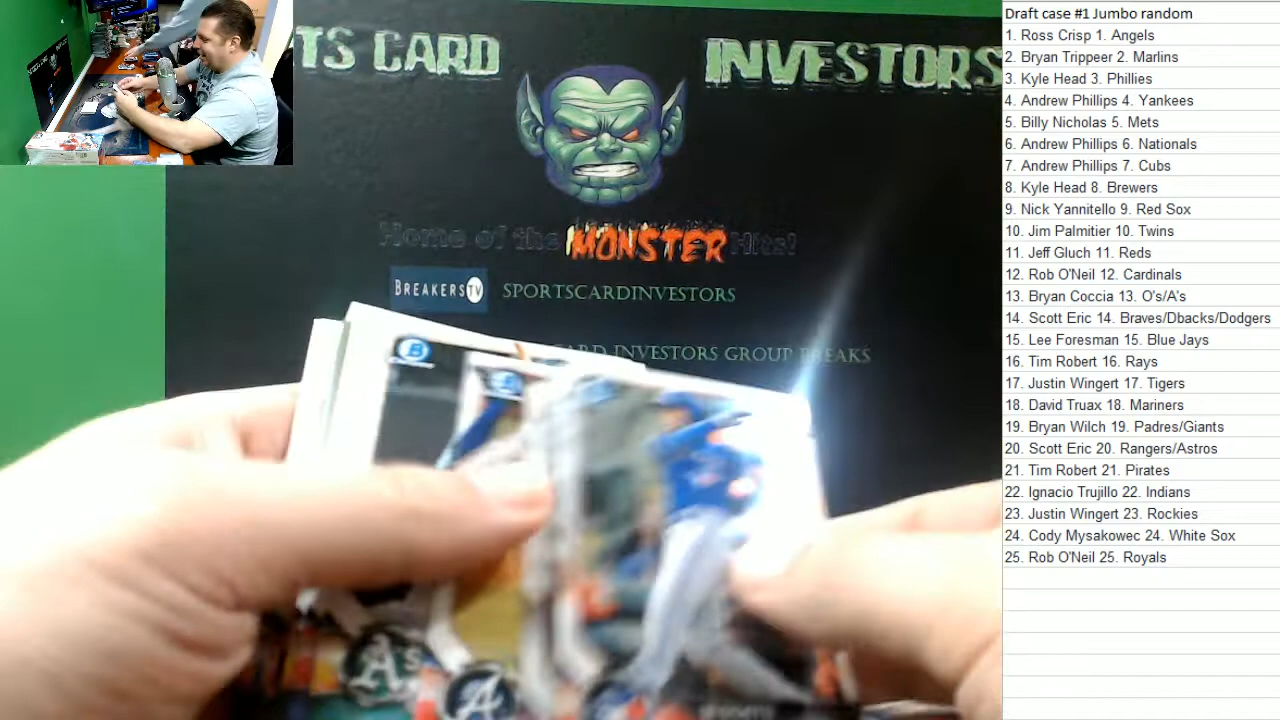 TS CARD INVESTORS
Home of the MONSTER Hits!
BREAKERSTV SPORTSCARDINVESTORS
CARD INVESTORS GROUP BREAKS
B
A's
A
Draft case #1 Jumbo random
1. Ross Crisp 1. Angels
2. Bryan Trippeer 2. Marlins
3. Kyle Head 3. Phillies
4. Andrew Phillips 4. Yankees
5. Billy Nicholas 5. Mets
6. Andrew Phillips 6. Nationals
7. Andrew Phillips 7. Cubs
8. Kyle Head 8. Brewers
9. Nick Yannitello 9. Red Sox
10. Jim Palmitier 10. Twins
11. Jeff Gluch 11. Reds
12. Rob O'Neil 12. Cardinals
13. Bryan Coccia 13. O's/A's
14. Scott Eric 14. Braves/Dbacks/Dodgers
15. Lee Foresman 15. Blue Jays
16. Tim Robert 16. Rays
17. Justin Wingert 17. Tigers
18. David Truax 18. Mariners
19. Bryan Wilch 19. Padres/Giants
20. Scott Eric 20. Rangers/Astros
21. Tim Robert 21. Pirates
22. Ignacio Trujillo 22. Indians
23. Justin Wingert 23. Rockies
24. Cody Mysakowec 24. White Sox
25. Rob O'Neil 25. Royals